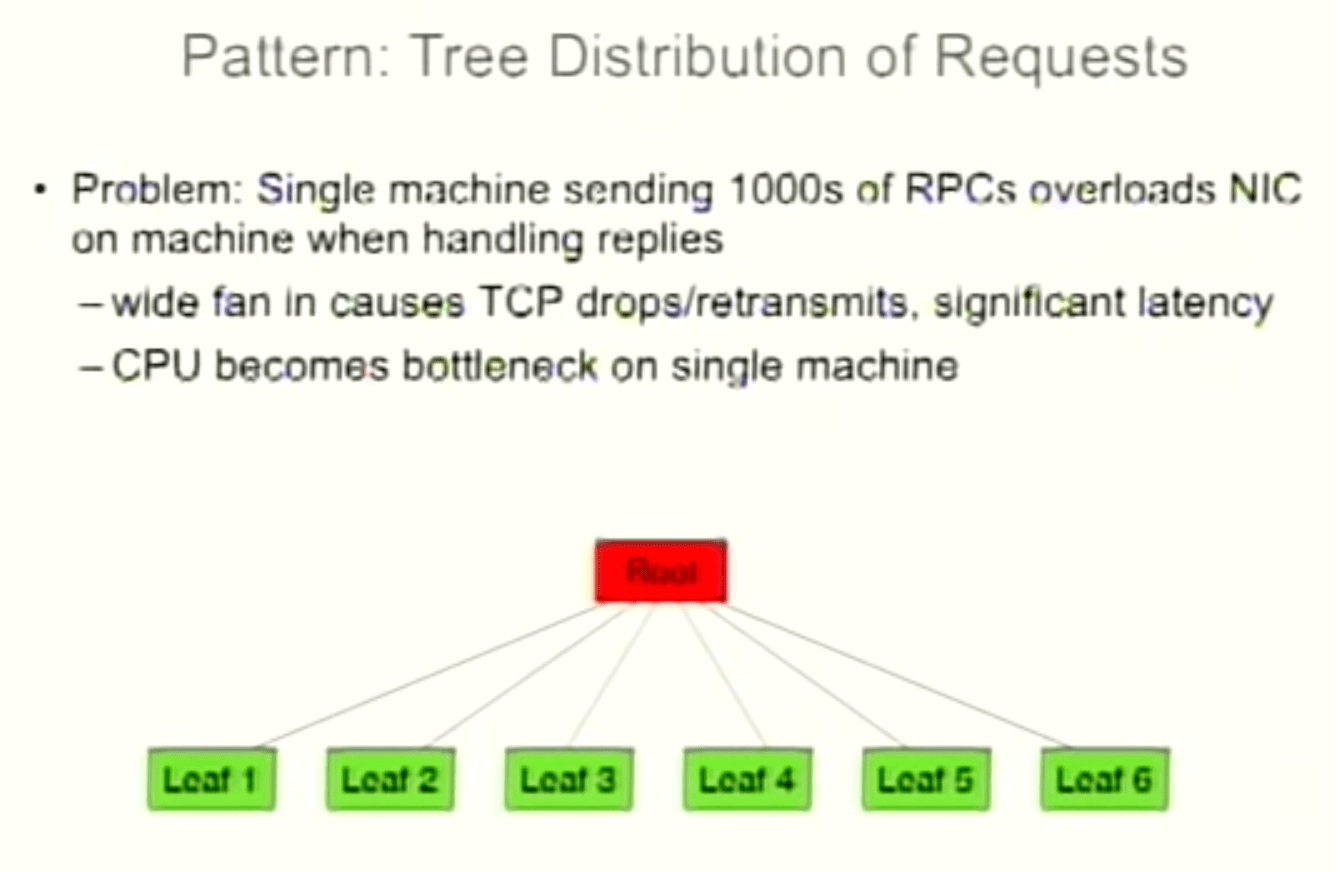 Pattern: Tree Distribution of Requests
• Problem: Single machine sending 1000s of RPCs overloads NIC
on machine when handling replies
– wide fan in causes TCP drops/retransmits, significant latency
– CPU becomes bottleneck on single machine
Root
Leaf 1 Leaf 2 Leaf 3 Leaf 4 Leaf 5 Leaf 6